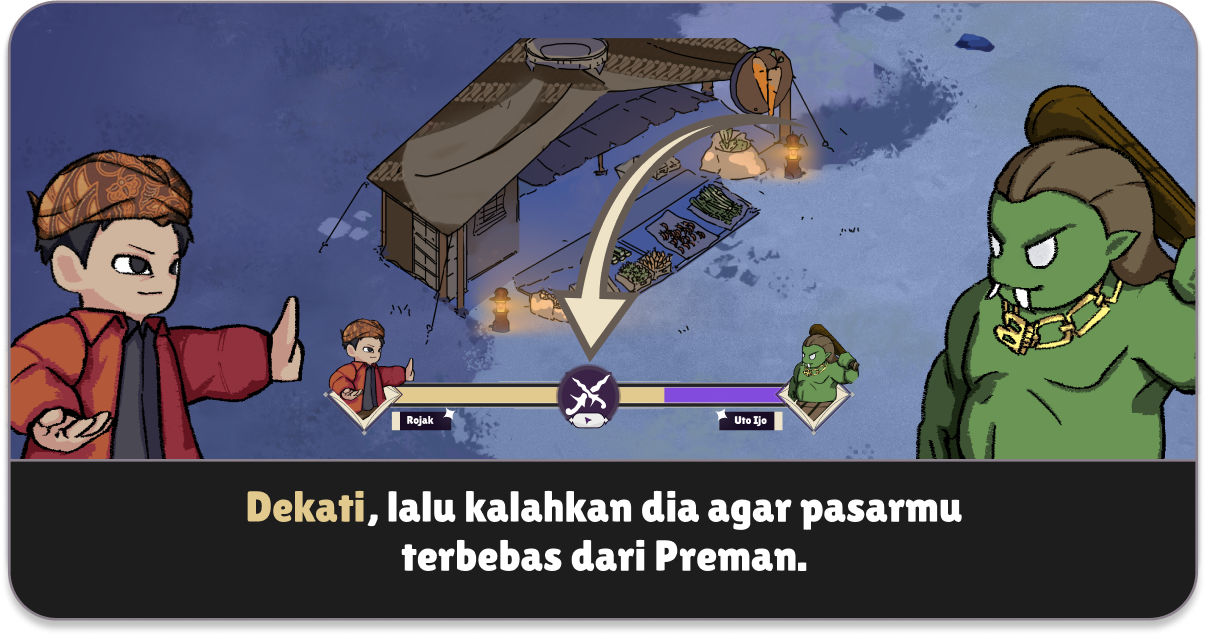 Rojak
Uto Ijo
Dekati, lalu kalahkan dia agar pasarmu
terbebas dari Preman.